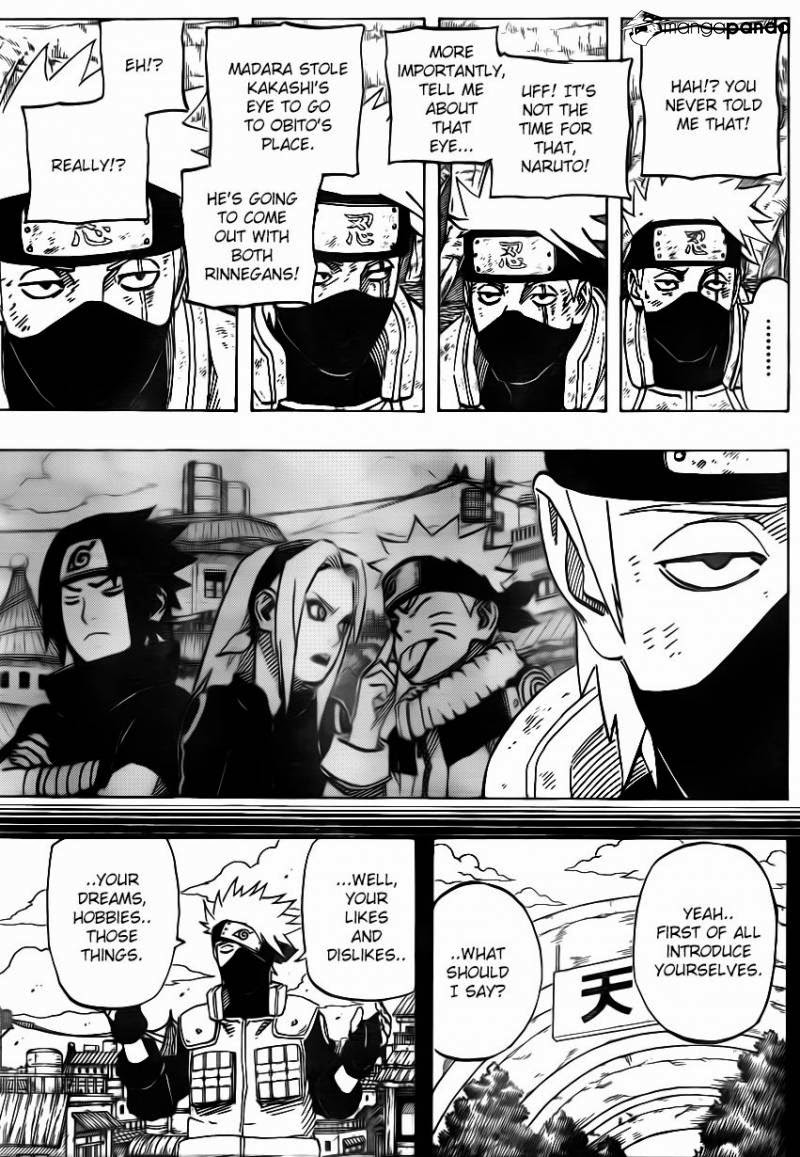 mangapanda
HAH!? YOU
NEVER TOLD
ME THAT!
........
UFF! IT'S
NOT THE
TIME FOR
THAT,
NARUTO!
MORE
IMPORTANTLY,
TELL ME
ABOUT
THAT
EYE...
忍
忍
MADARA STOLE
KAKASHI'S
EYE TO GO
TO OBITO'S
PLACE.
HE'S GOING
TO COME
OUT WITH
BOTH
RINNEGANS!
忍
EH!?
REALLY!?
YEAH..
FIRST OF ALL
INTRODUCE
YOURSELVES.
..WHAT
SHOULD
I SAY?
天
...WELL,
YOUR
LIKES
AND
DISLIKES..
..YOUR
DREAMS,
HOBBIES..
THOSE
THINGS.